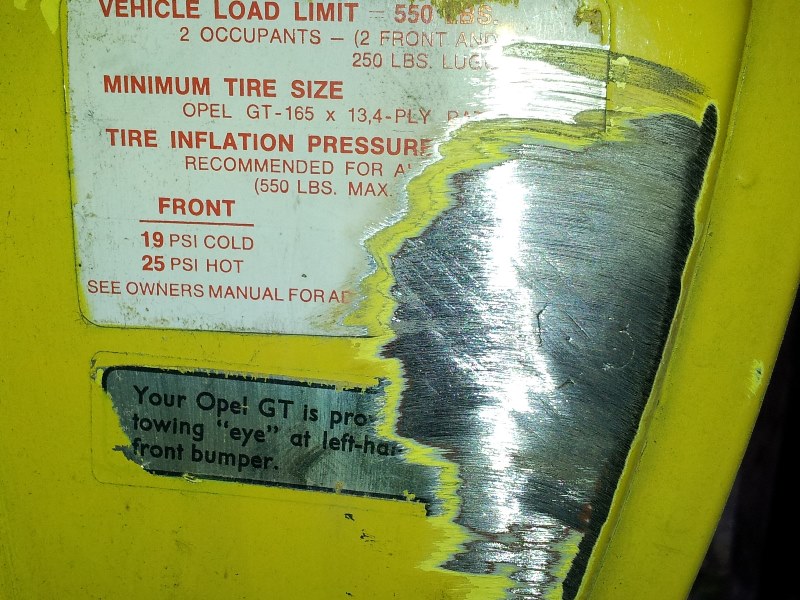 VEHICLE LOAD LIMIT – 550 LBS.
2 OCCUPANTS – (2 FRONT AND
250 LBS.
MINIMUM TIRE SIZE
OPEL GT-165 x 13,4-PLY
TIRE INFLATION PRESSURE
RECOMMENDED FOR
(550 LBS. MAX.
FRONT
19 PSI COLD
25 PSI HOT
SEE OWNERS MANUAL FOR
Your Opel GT is
towing "eye" at
front bumper.